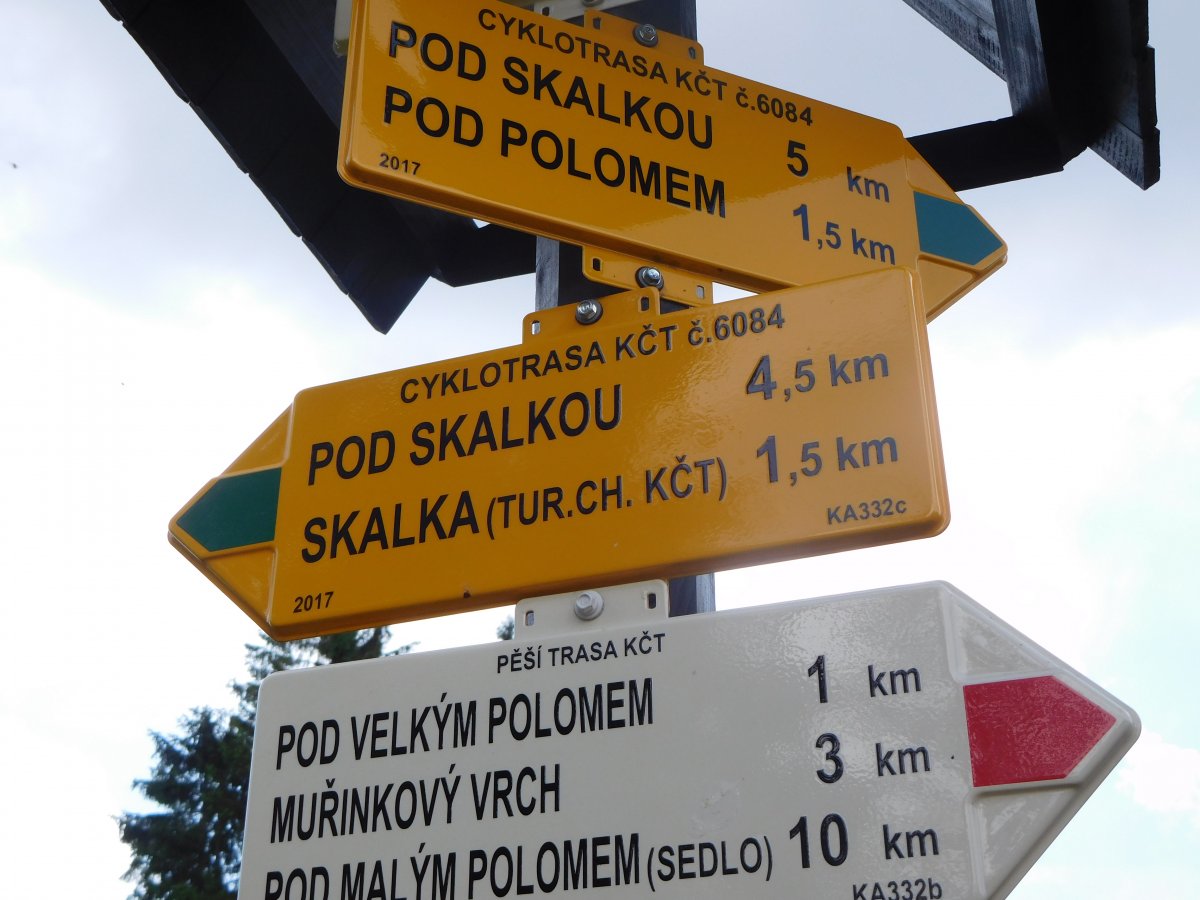 CYKLOTRASA KČT č.6084
POD SKALKOU 5 km
POD POLOMEM 1,5 km
2017
CYKLOTRASA KČT č.6084
POD SKALKOU 4,5 km
SKALKA (TUR.CH. KČT) 1,5 km
2017 KA332c
PĚŠÍ TRASA KČT
POD VELKÝM POLOMEM 1 km
MUŘINKOVÝ VRCH 3 km
POD MALÝM POLOMEM (SEDLO) 10 km
KA332b